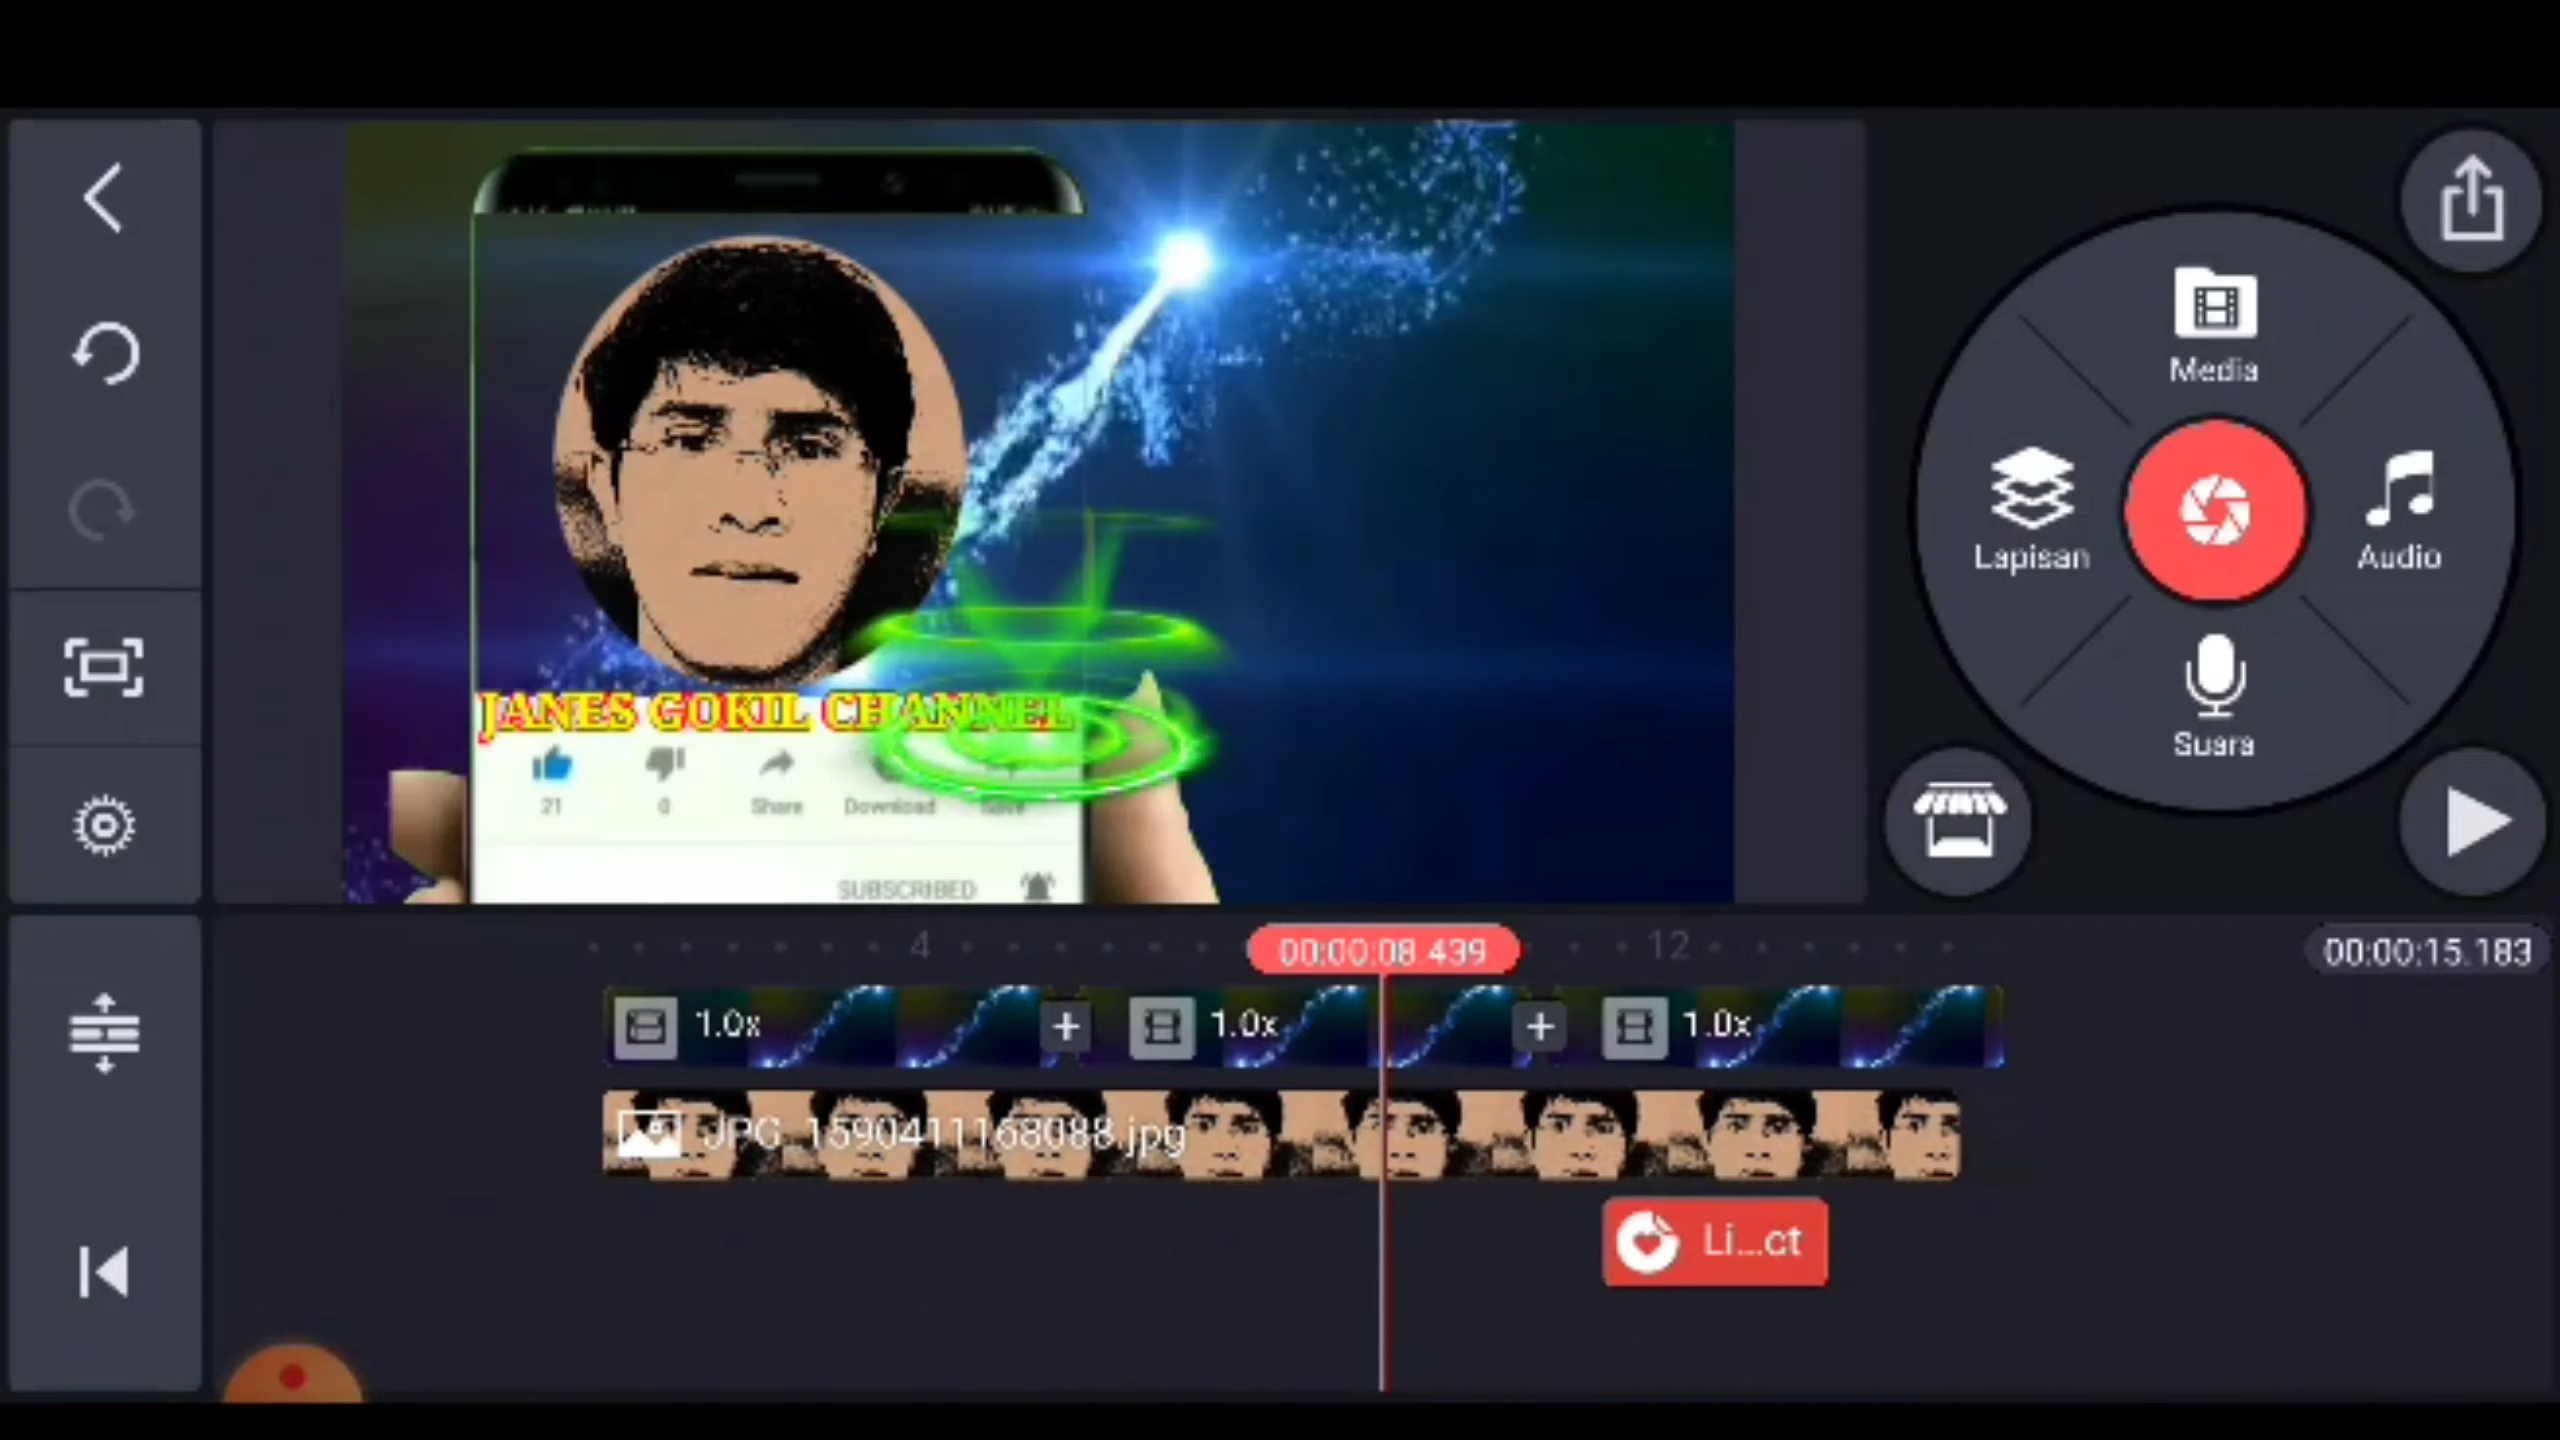 Media
Lapisan
Audio
Suara
JANES GOKIL CHANNEL
21
0
Share
Download
Save
SUBSCRIBED
4
00:00:08.439
12
00:00:15.183
1.0x
1.0x
1.0x
JPG_1590411168088.jpg
Li...ct